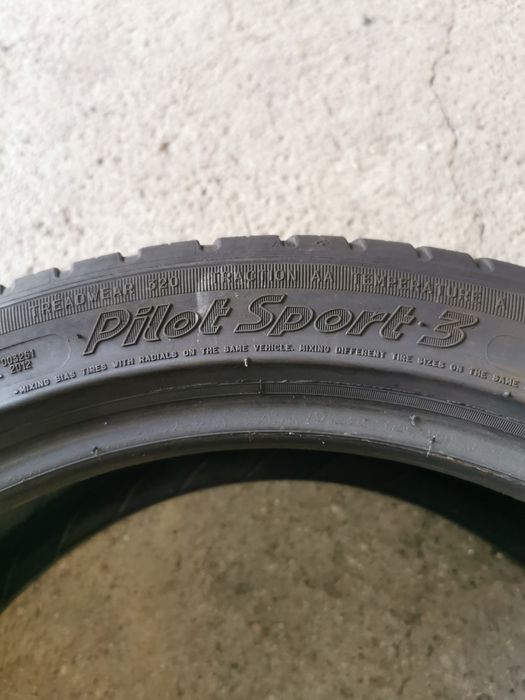 TREADWEAR 320 TRACTION AA TEMPERATURE A
Pilot Sport 3
2012
MIXING BIAS TIRES WITH RADIALS ON THE SAME VEHICLE. MIXING DIFFERENT TIRE SIZES ON THE SAME